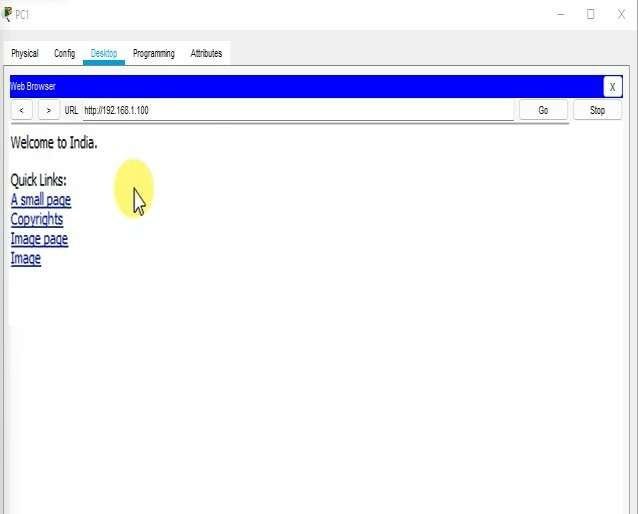 PC1
Physical Config Desktop Programming Attributes
Web Browser X
< > URL http://192.168.1.100 Go Stop
Welcome to India.
Quick Links:
A small page
Copyrights
Image page
Image